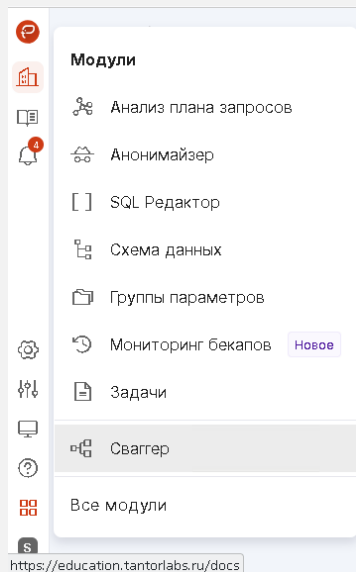 Модули
Анализ плана запросов
4
Анонимайзер
SQL Редактор
Схема данных
Группы параметров
Мониторинг бекапов Новое
Задачи
Сваггер
Все модули
S
https://education.tantorlabs.ru/docs